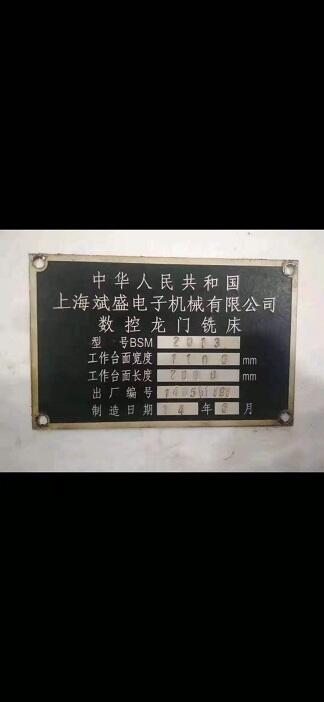 中华人民共和国
上海斌盛电子机械有限公司
数控龙门铣床
型 号BSM 2013
工作台面宽度 1100 mm
工作台面长度 2000 mm
出厂编号
制造日期 14 年 月